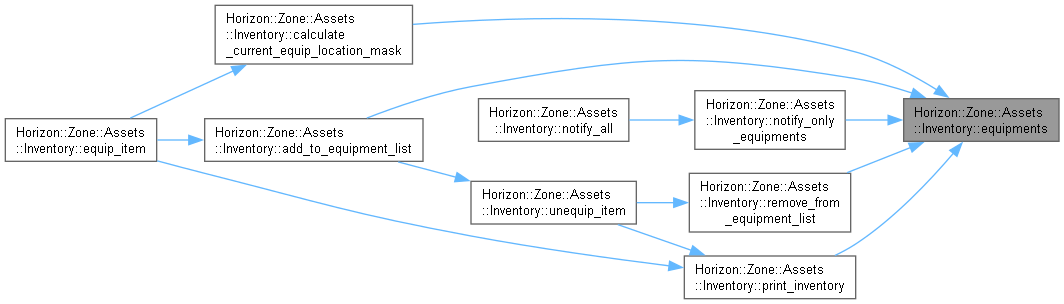 Horizon::Zone::Assets
::Inventory::calculate
_current_equip_location_mask
Horizon::Zone::Assets
::Inventory::equip_item
Horizon::Zone::Assets
::Inventory::add_to_equipment_list
Horizon::Zone::Assets
::Inventory::notify_all
Horizon::Zone::Assets
::Inventory::notify_only
_equipments
Horizon::Zone::Assets
::Inventory::equipments
Horizon::Zone::Assets
::Inventory::unequip_item
Horizon::Zone::Assets
::Inventory::remove_from
_equipment_list
Horizon::Zone::Assets
::Inventory::print_inventory